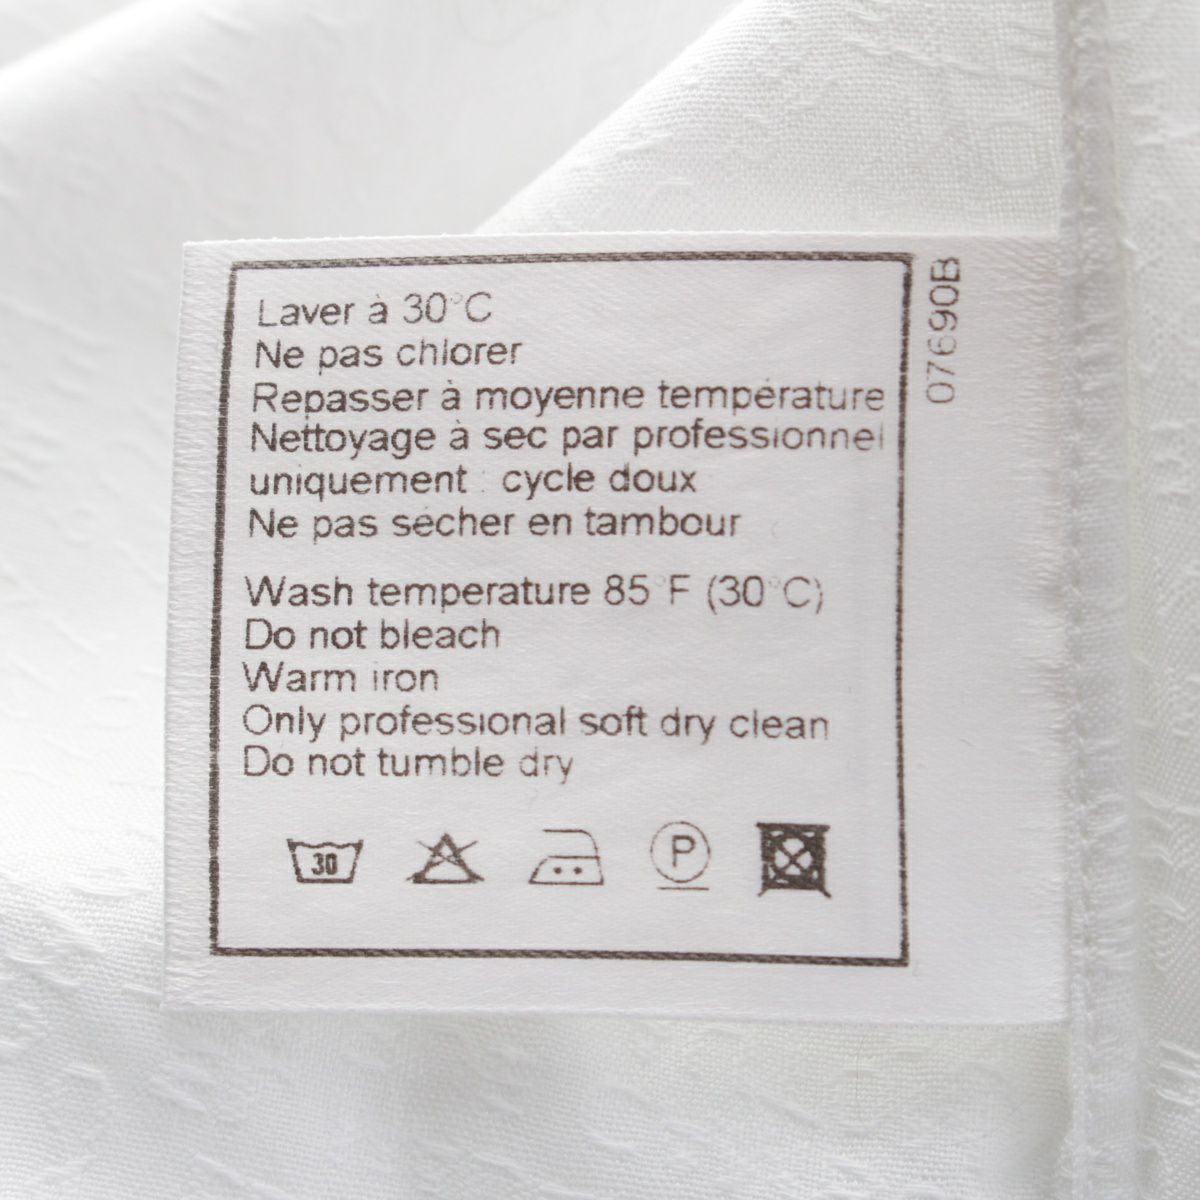 Laver à 30°C
Ne pas chlorer
Repasser à moyenne température
Nettoyage à sec par professionnel
uniquement : cycle doux
Ne pas sécher en tambour
Wash temperature 85°F (30°C)
Do not bleach
Warm iron
Only professional soft dry clean
Do not tumble dry
30 P
07690B